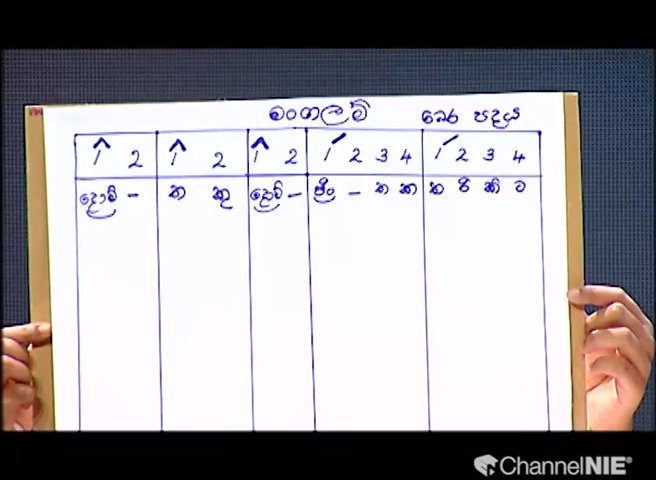 මංගලම් බෙර පදය
1 2 1 2 1 2 1 2 3 4 1 2 3 4
දොම් - ත කු දොම් - ජිං - ත ක ත රි කි ට
ChannelNIE